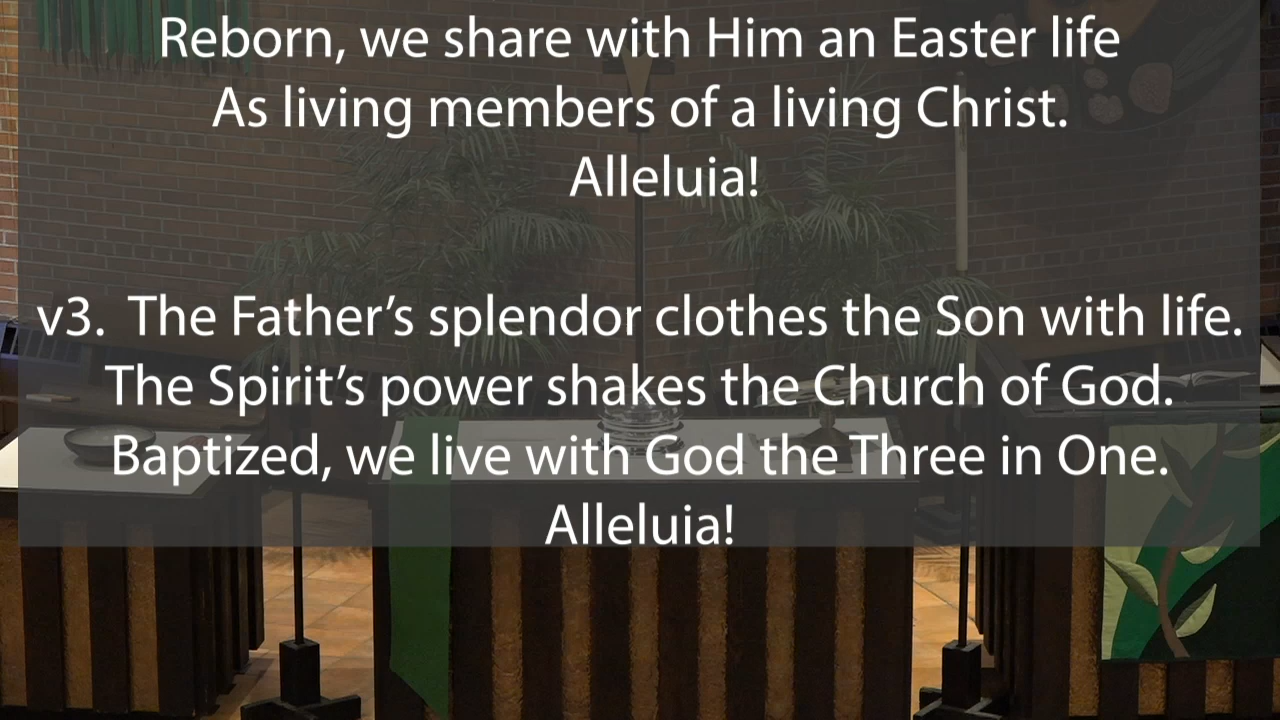 Reborn, we share with Him an Easter life
As living members of a living Christ.
Alleluia!
v3. The Father’s splendor clothes the Son with life.
The Spirit’s power shakes the Church of God.
Baptized, we live with God the Three in One.
Alleluia!